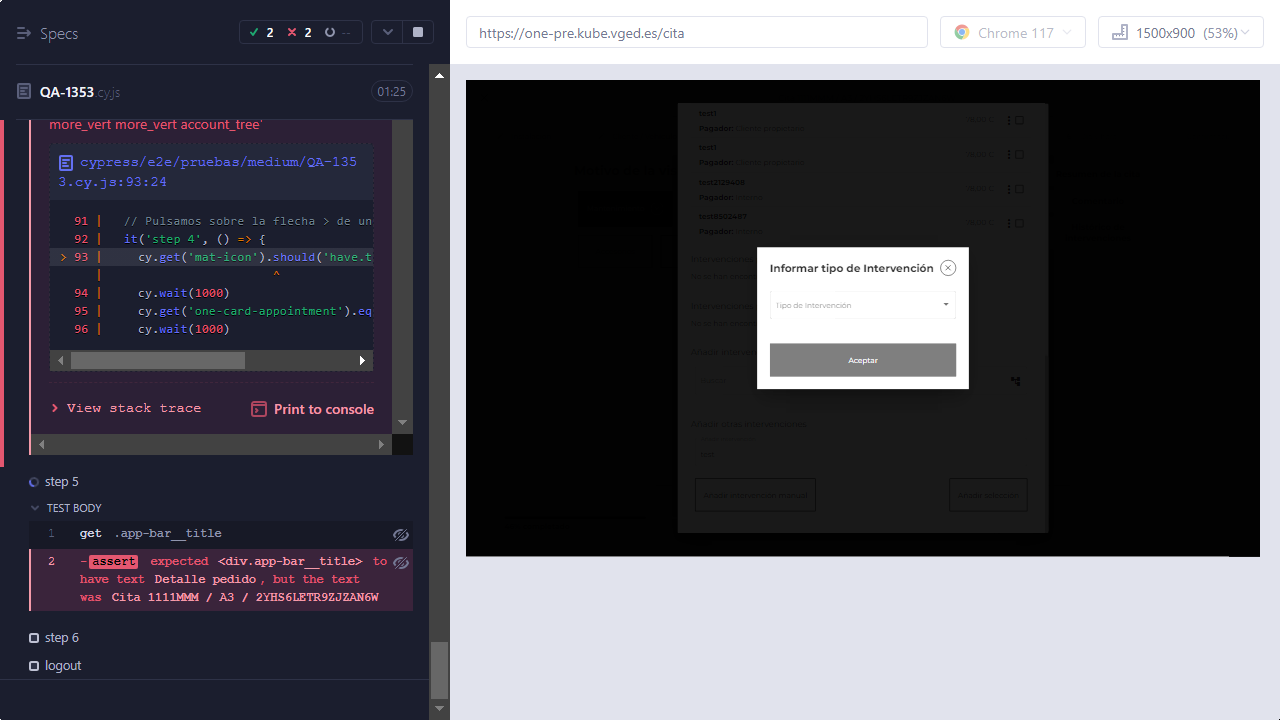 Specs
2
2
--
https://one-pre.kube.vged.es/cita
Chrome 117
1500x900 (53%)
QA-1353.cy.js
01:25
more_vert more_vert account_tree'
cypress/e2e/pruebas/medium/QA-135
3.cy.js:93:24
91 | // Pulsamos sobre la flecha > de un
92 | it('step 4', () => {
> 93 | cy.get('mat-icon').should('have.t
| ^
94 | cy.wait(1000)
95 | cy.get('one-card-appointment').eq
96 | cy.wait(1000)
> View stack trace
Print to console
step 5
TEST BODY
1 get .app-bar__title
2 -assert expected <div.app-bar__title> to
have text Detalle pedido, but the text
was Cita 1111MMM / A3 / 2YHS6LETR9ZJZAN6W
step 6
logout
test1
Pagador:
test1
Pagador:
Pagador:
Pagador:
Informar tipo de Intervención
Tipo de Intervención
Aceptar